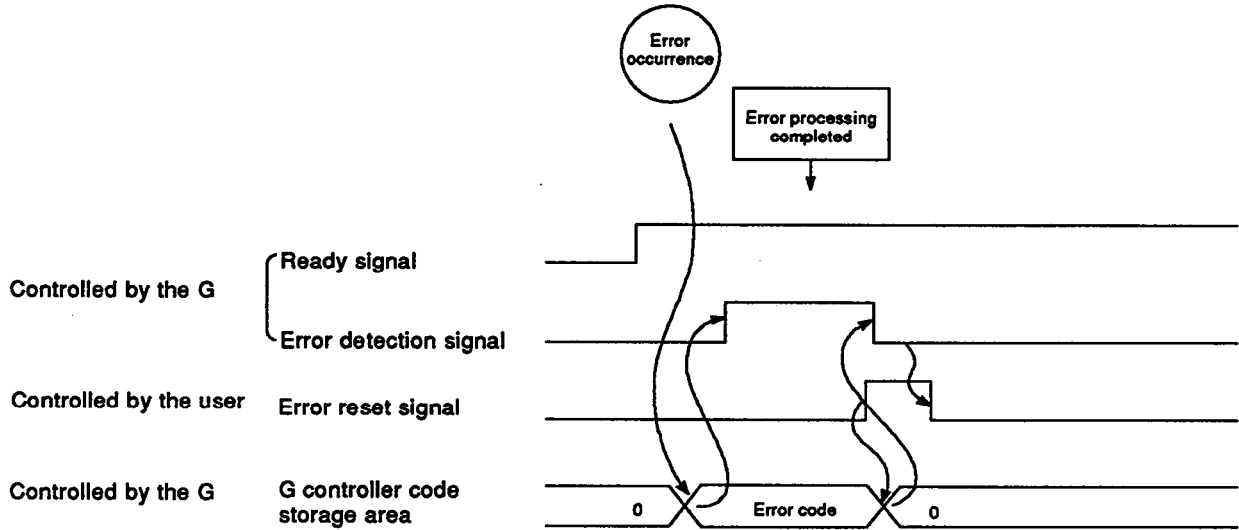 Error
occurrence
Error processing
completed
Ready signal
Controlled by the G
Error detection signal
Controlled by the user
Error reset signal
Controlled by the G
G controller code
storage area
0
Error code
0